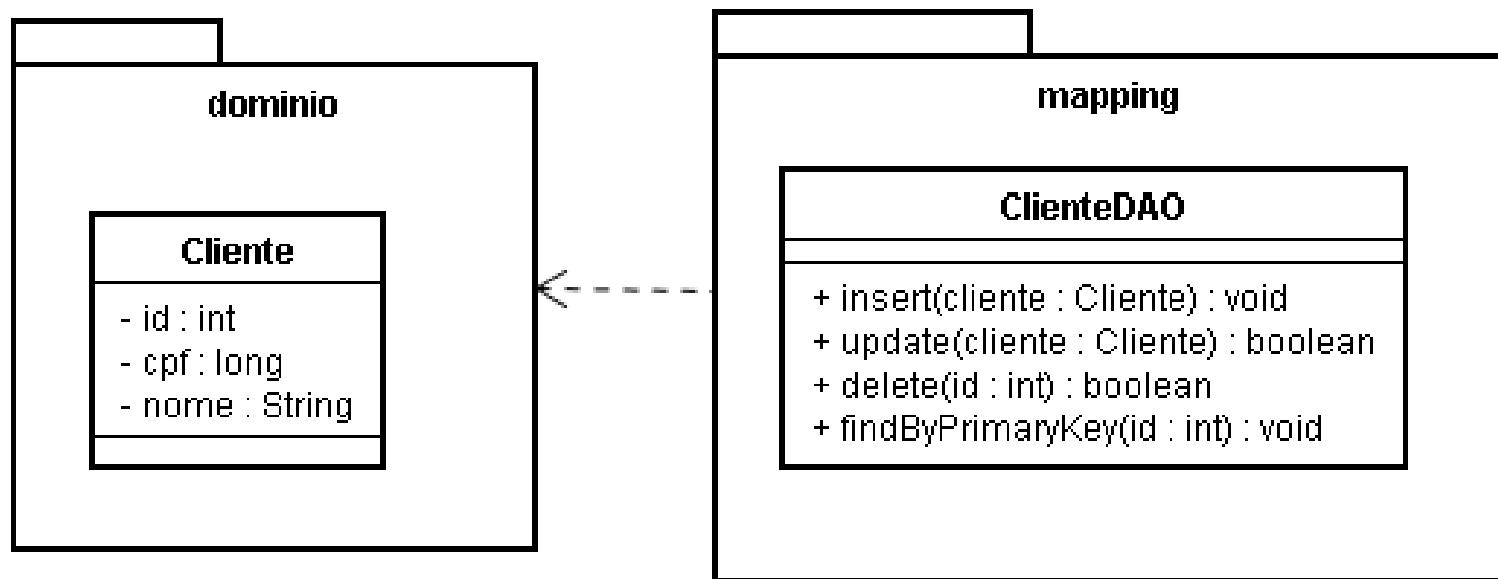 dominio
Cliente
- id : int
- cpf : long
- nome : String
mapping
ClienteDAO
+ insert(cliente : Cliente) : void
+ update(cliente : Cliente) : boolean
+ delete(id : int) : boolean
+ findByPrimaryKey(id : int) : void